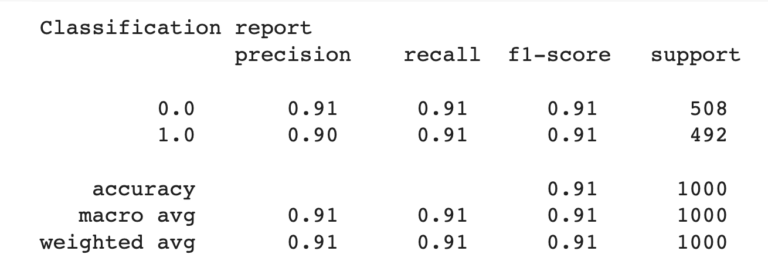 Classification report
precision recall f1-score support
0.0 0.91 0.91 0.91 508
1.0 0.90 0.91 0.91 492
accuracy 0.91 1000
macro avg 0.91 0.91 0.91 1000
weighted avg 0.91 0.91 0.91 1000